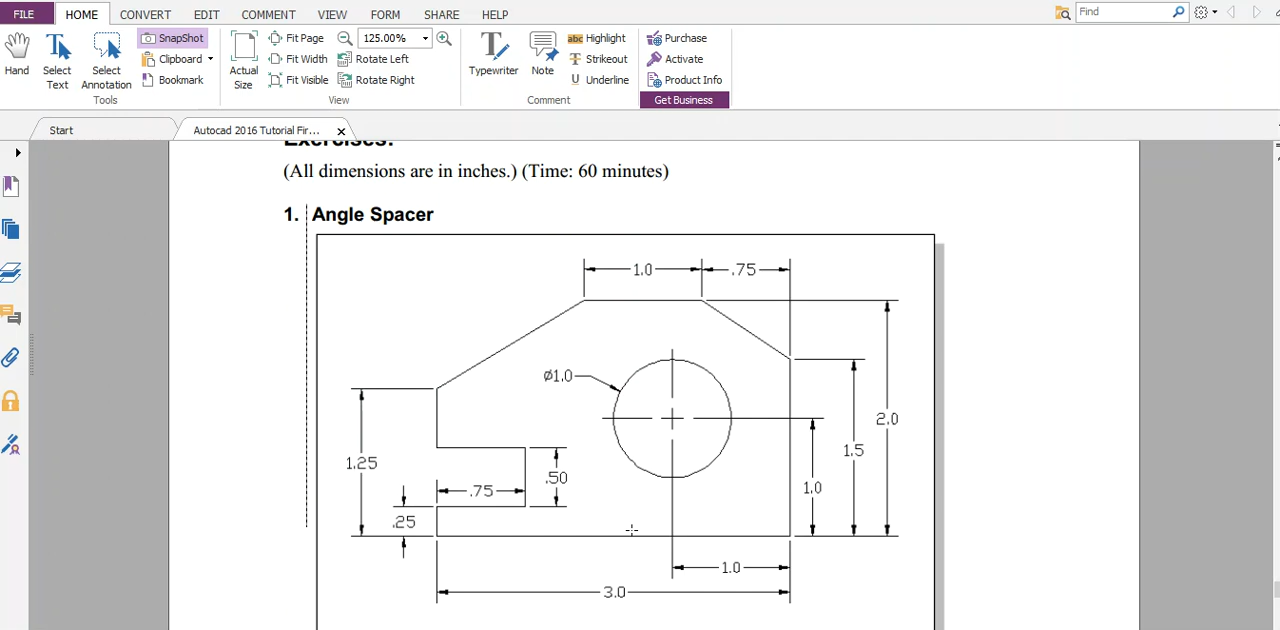 FILE HOME CONVERT EDIT COMMENT VIEW FORM SHARE HELP Find
Hand
Select Text
Select Annotation
SnapShot
Clipboard
Bookmark
Tools
Actual Size
Fit Page
Fit Width
Fit Visible
125.00%
Rotate Left
Rotate Right
View
Typewriter
Note
abc Highlight
T Strikeout
U Underline
Comment
Purchase
Activate
Product Info
Get Business
Start
Autocad 2016 Tutorial Fir...
Exercises:
(All dimensions are in inches.) (Time: 60 minutes)
1. Angle Spacer
1.0 .75
Ø1.0
2.0
1.5
1.25
.50
.75
1.0
.25
1.0
3.0